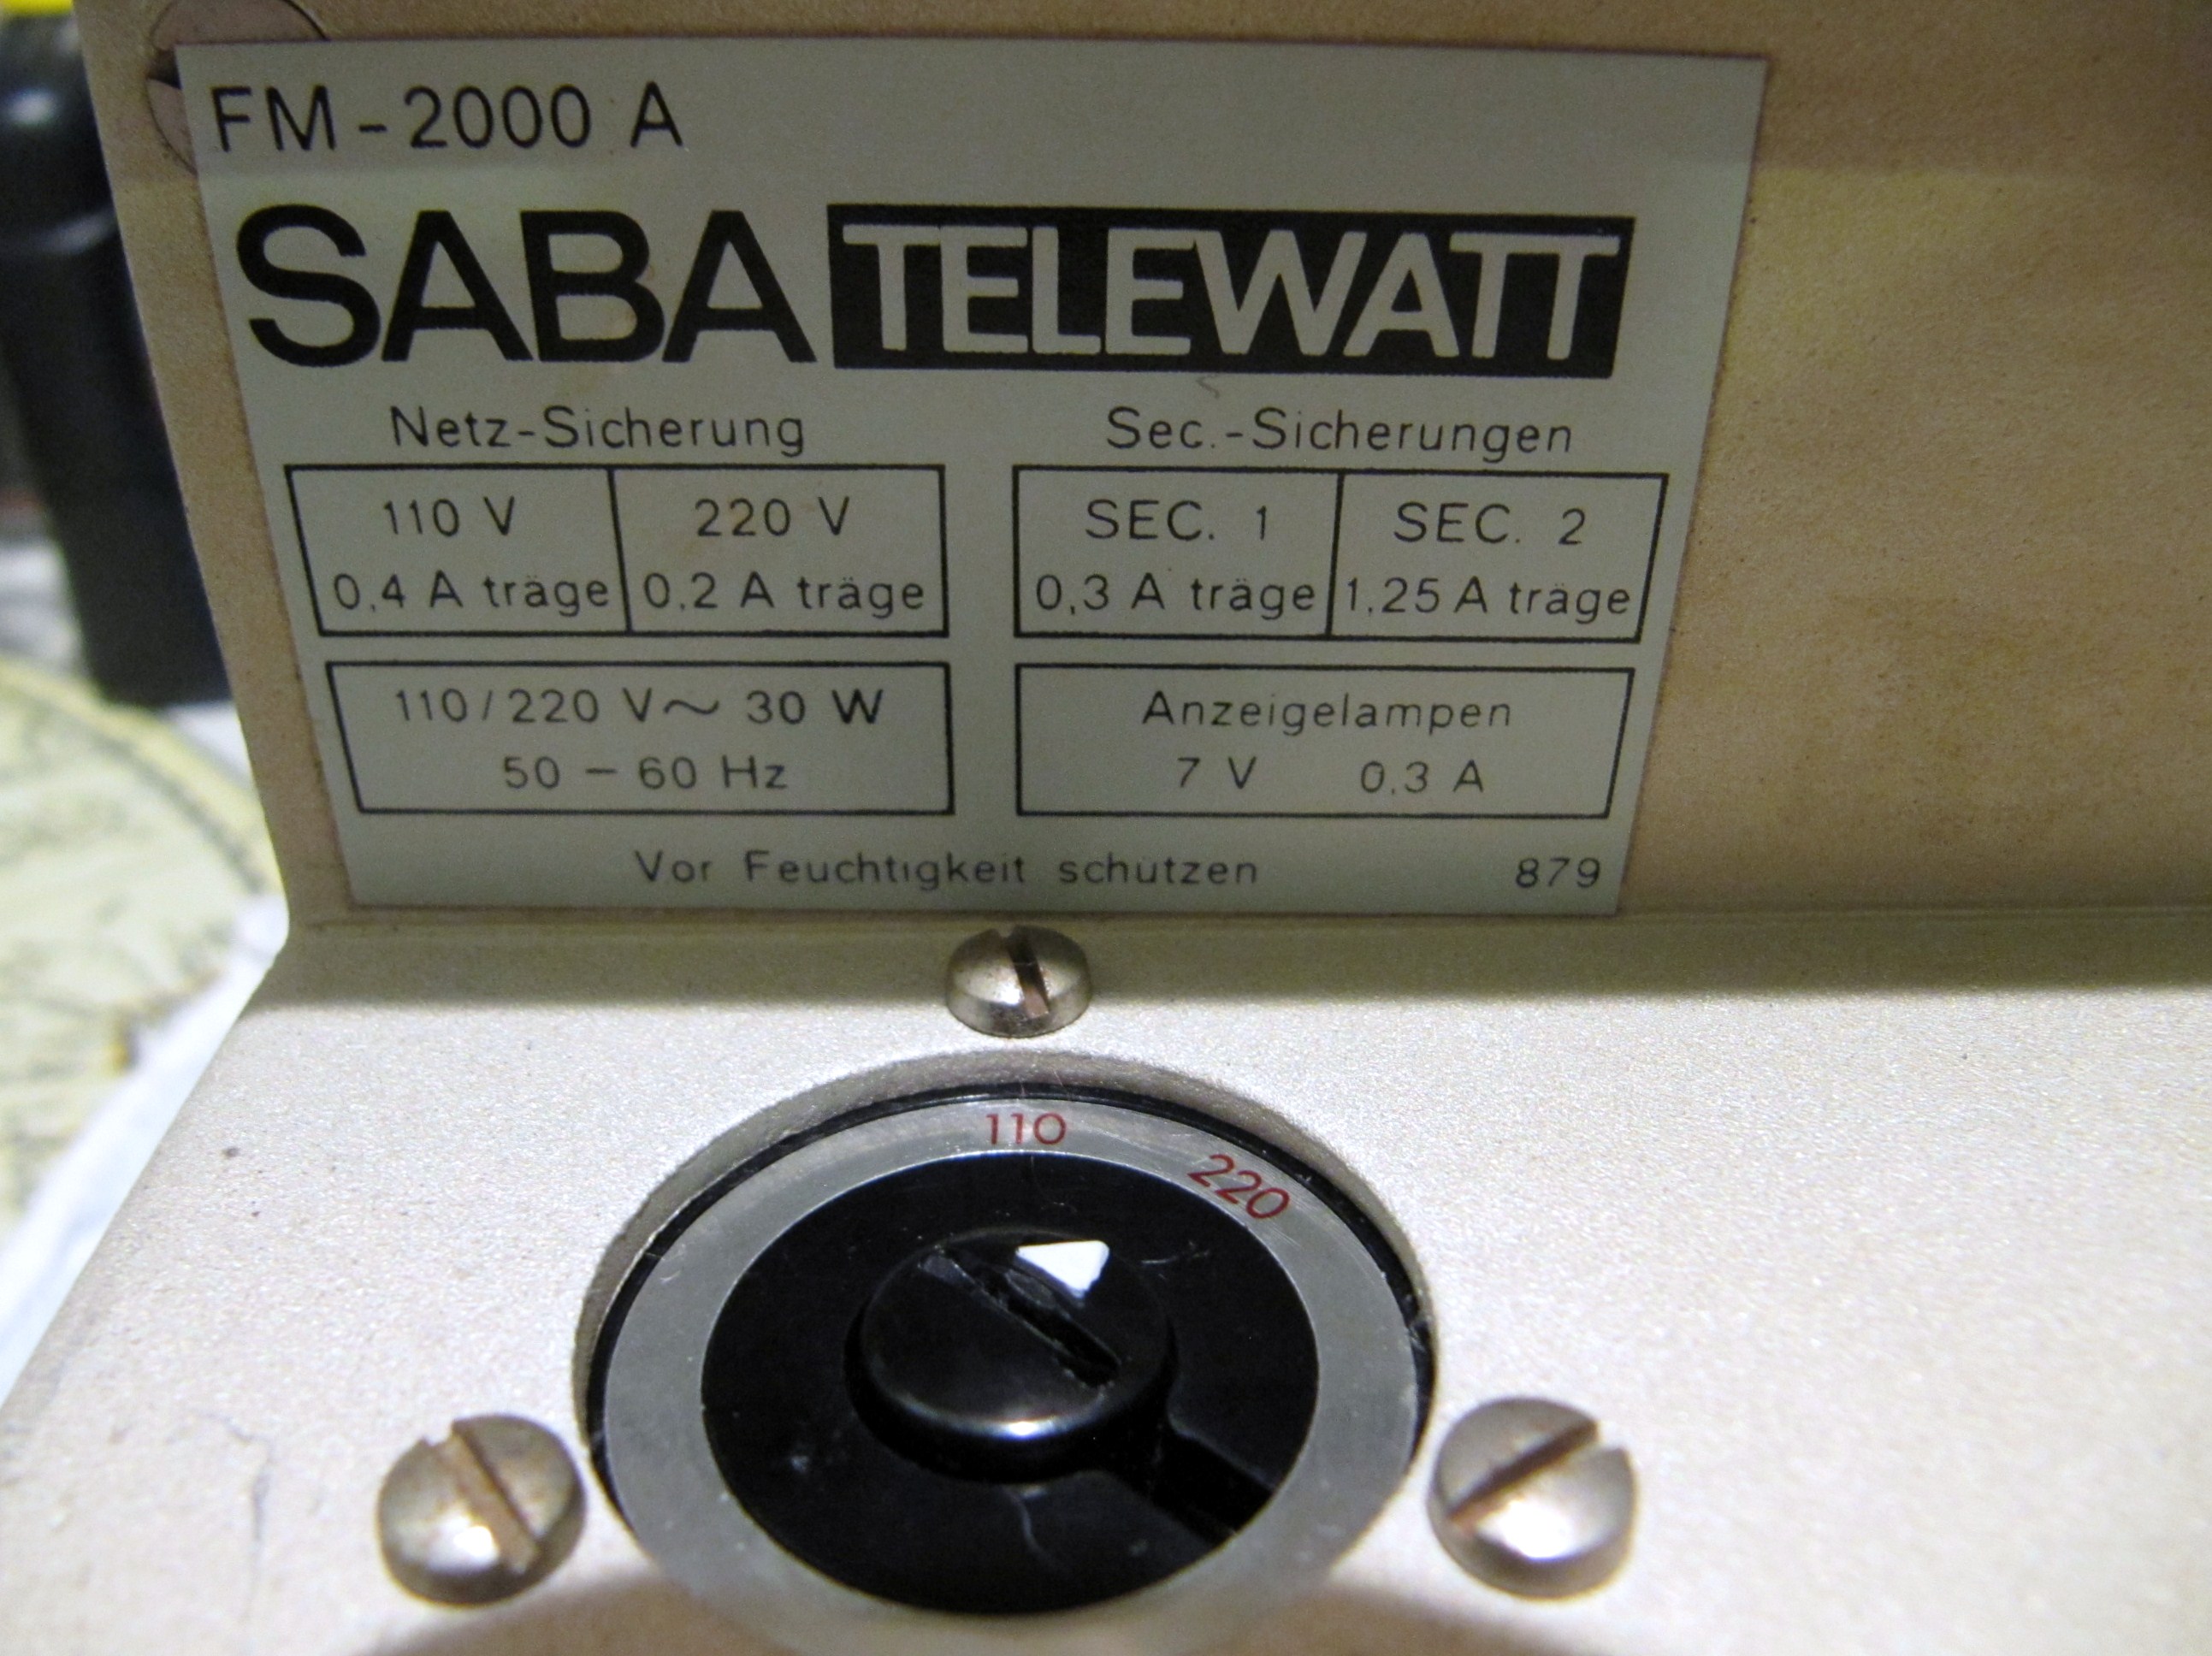 FM - 2000 A
SABA TELEWATT
Netz-Sicherung
110 V
220 V
0,4 A träge
0,2 A träge
Sec.-Sicherungen
SEC. 1
SEC. 2
0,3 A träge
1,25 A träge
110 / 220 V ~ 30 W
50 – 60 Hz
Anzeigelampen
7 V 0,3 A
Vor Feuchtigkeit schützen 879
110
220